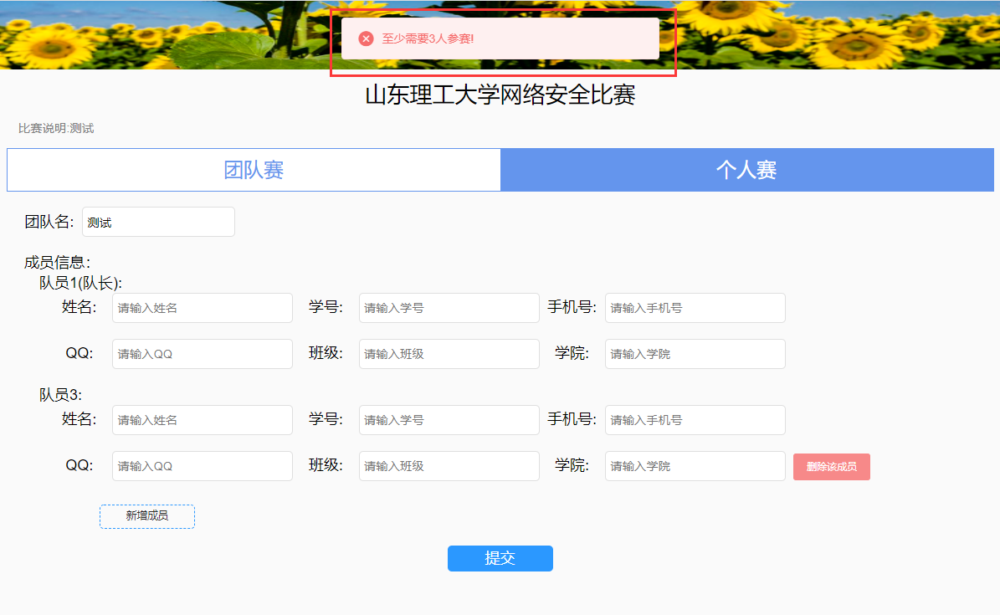 至少需要3人参赛!
山东理工大学网络安全比赛
比赛说明:测试
团队赛 个人赛
团队名: 测试
成员信息:
队员1(队长):
姓名: 请输入姓名 学号: 请输入学号 手机号: 请输入手机号
QQ: 请输入QQ 班级: 请输入班级 学院: 请输入学院
队员3:
姓名: 请输入姓名 学号: 请输入学号 手机号: 请输入手机号
QQ: 请输入QQ 班级: 请输入班级 学院: 请输入学院 删除该成员
新增成员
提交